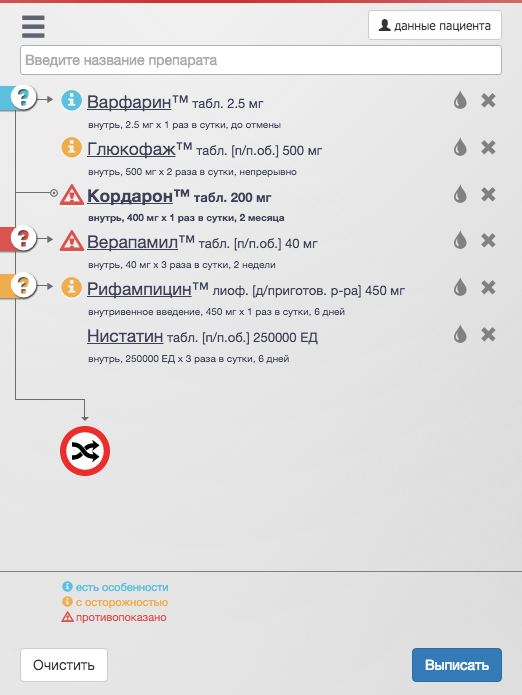 данные пациента
Введите название препарата
? Варфарин™ табл. 2.5 мг
внутрь, 2.5 мг х 1 раз в сутки, до отмены
Глюкофаж™ табл. [п/п.об.] 500 мг
внутрь, 500 мг х 2 раза в сутки, непрерывно
Кордарон™ табл. 200 мг
внутрь, 400 мг х 1 раз в сутки, 2 месяца
? Верапамил™ табл. [п/п.об.] 40 мг
внутрь, 40 мг х 3 раза в сутки, 2 недели
? Рифампицин™ лиоф. [д/приготов. р-ра] 450 мг
внутривенное введение, 450 мг х 1 раз в сутки, 6 дней
Нистатин табл. [п/п.об.] 250000 ЕД
внутрь, 250000 ЕД х 3 раза в сутки, 6 дней
есть особенности
с осторожностью
противопоказано
Очистить
Выписать